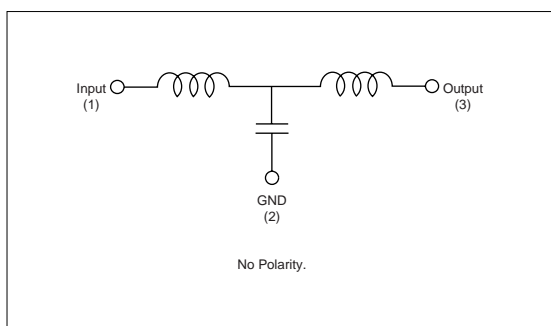 Input
(1)
Output
(3)
GND
(2)
No Polarity.